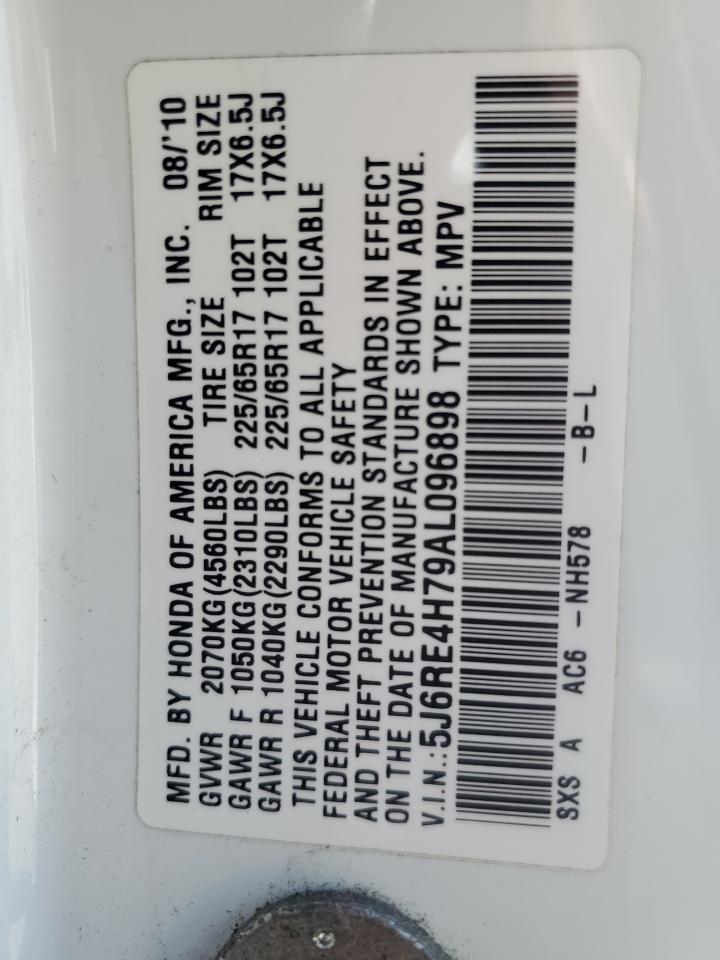 MFD. BY HONDA OF AMERICA MFG., INC. 08/'10
GVWR 2070KG(4560LBS) TIRE SIZE RIM SIZE
GAWR F 1050KG(2310LBS) 225/65R17 102T 17X6.5J
GAWR R 1040KG(2290LBS) 225/65R17 102T 17X6.5J
THIS VEHICLE CONFORMS TO ALL APPLICABLE
FEDERAL MOTOR VEHICLE SAFETY
AND THEFT PREVENTION STANDARDS IN EFFECT
ON THE DATE OF MANUFACTURE SHOWN ABOVE.
V.I.N.:5J6RE4H79AL096898 TYPE: MPV
SXS A AC6 -NH578 -B-L